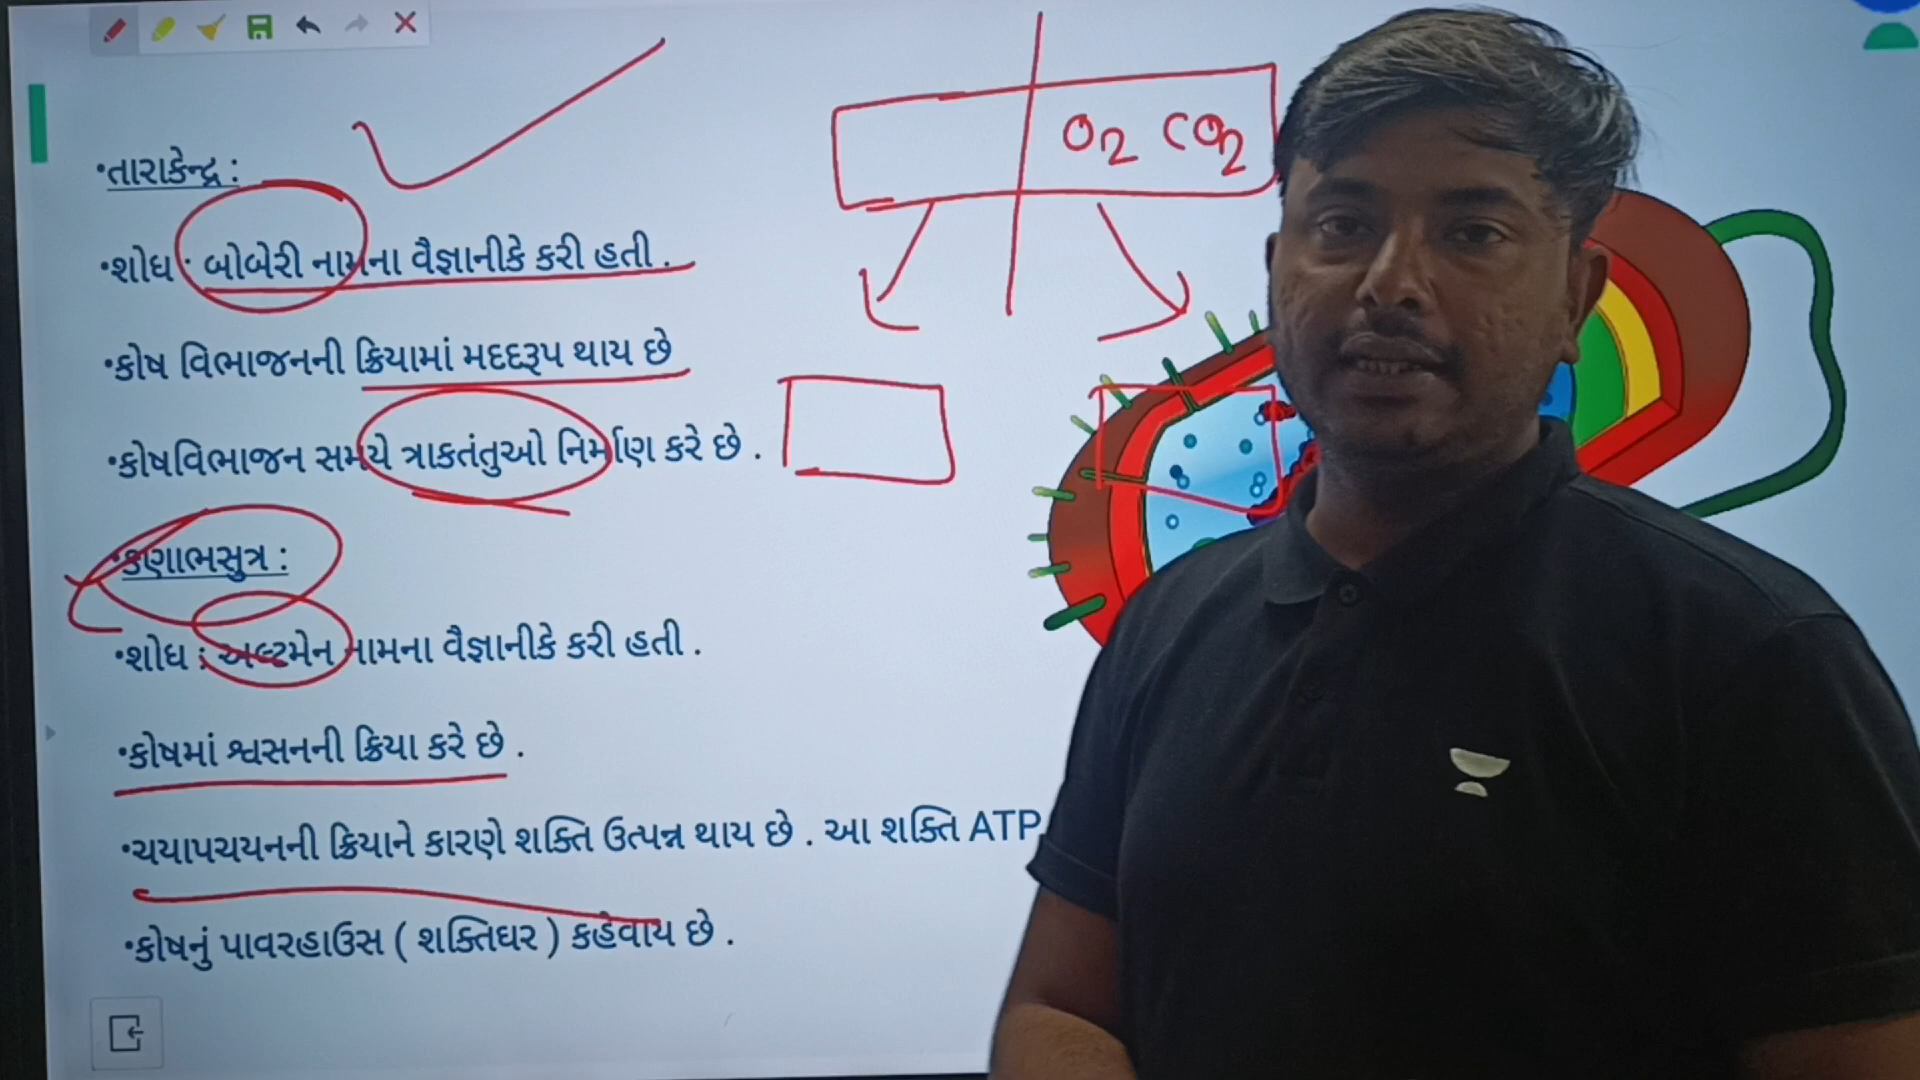 •તારાકેન્દ્ર :
•શોધ : બોબેરી નામના વૈજ્ઞાનીકે કરી હતી .
•કોષ વિભાજનની ક્રિયામાં મદદરૂપ થાય છે
•કોષવિભાજન સમયે ત્રાકતંતુઓ નિર્માણ કરે છે .
•કણાભસુત્ર :
•શોધ : અલ્ટમેન નામના વૈજ્ઞાનીકે કરી હતી .
•કોષમાં શ્વસનની ક્રિયા કરે છે .
•ચયાપચયનની ક્રિયાને કારણે શક્તિ ઉત્પન્ન થાય છે . આ શક્તિ ATP
•કોષનું પાવરહાઉસ ( શક્તિઘર ) કહેવાય છે .
O2 CO2